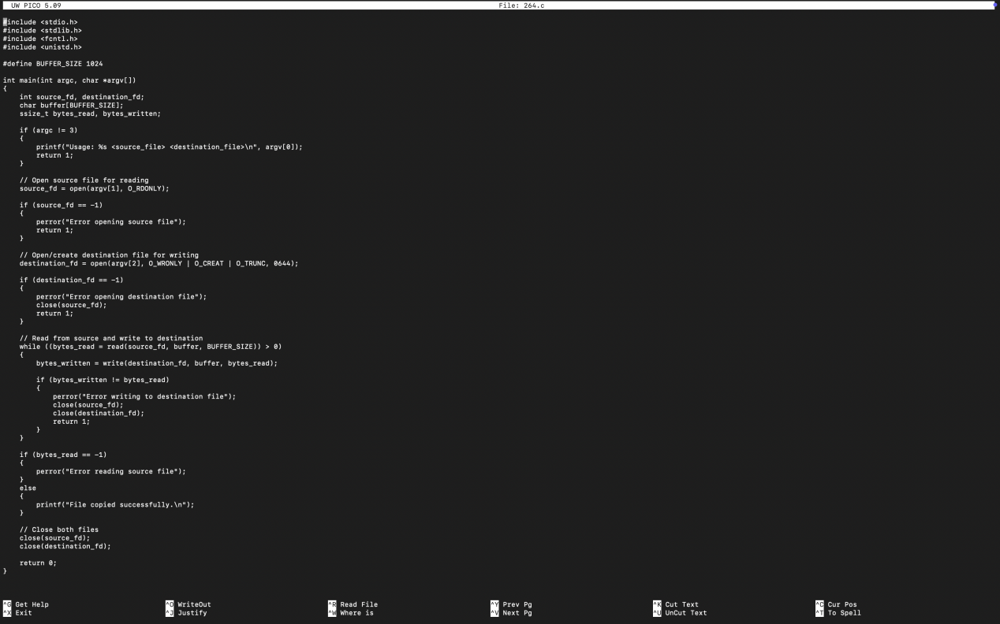 UW PICO 5.09 File: 264.c
#include <stdio.h>
#include <stdlib.h>
#include <fcntl.h>
#include <unistd.h>

#define BUFFER_SIZE 1024

int main(int argc, char *argv[])
{
    int source_fd, destination_fd;
    char buffer[BUFFER_SIZE];
    ssize_t bytes_read, bytes_written;

    if (argc != 3)
    {
        printf("Usage: %s <source_file> <destination_file>\n", argv[0]);
        return 1;
    }

    // Open source file for reading
    source_fd = open(argv[1], O_RDONLY);

    if (source_fd == -1)
    {
        perror("Error opening source file");
        return 1;
    }

    // Open/create destination file for writing
    destination_fd = open(argv[2], O_WRONLY | O_CREAT | O_TRUNC, 0644);

    if (destination_fd == -1)
    {
        perror("Error opening destination file");
        close(source_fd);
        return 1;
    }

    // Read from source and write to destination
    while ((bytes_read = read(source_fd, buffer, BUFFER_SIZE)) > 0)
    {
        bytes_written = write(destination_fd, buffer, bytes_read);

        if (bytes_written != bytes_read)
        {
            perror("Error writing to destination file");
            close(source_fd);
            close(destination_fd);
            return 1;
        }
    }

    if (bytes_read == -1)
    {
        perror("Error reading source file");
    }
    else
    {
        printf("File copied successfully.\n");
    }

    // Close both files
    close(source_fd);
    close(destination_fd);

    return 0;
}

^G Get Help ^O WriteOut ^R Read File ^Y Prev Pg ^K Cut Text ^C Cur Pos
^X Exit ^J Justify ^W Where is ^V Next Pg ^U UnCut Text ^T To Spell